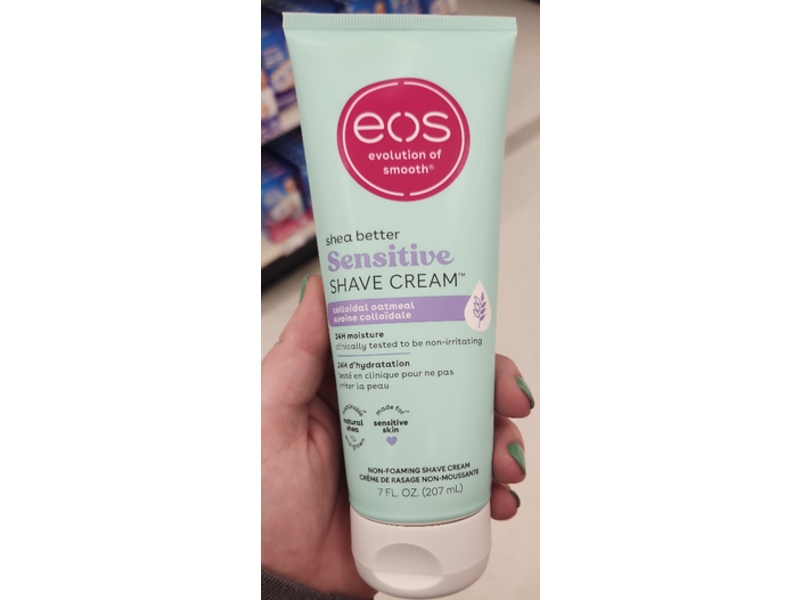 eos
evolution of
smooth®
shea better
Sensitive
SHAVE CREAM™
colloidal oatmeal
avoine colloïdale
24H moisture
clinically tested to be non-irritating
24H d'hydratation
testé en clinique pour ne pas
irriter la peau
sustainable™
natural
shea
made for™
sensitive
skin
NON-FOAMING SHAVE CREAM
CRÈME DE RASAGE NON-MOUSSANTE
7 FL. OZ. (207 mL)